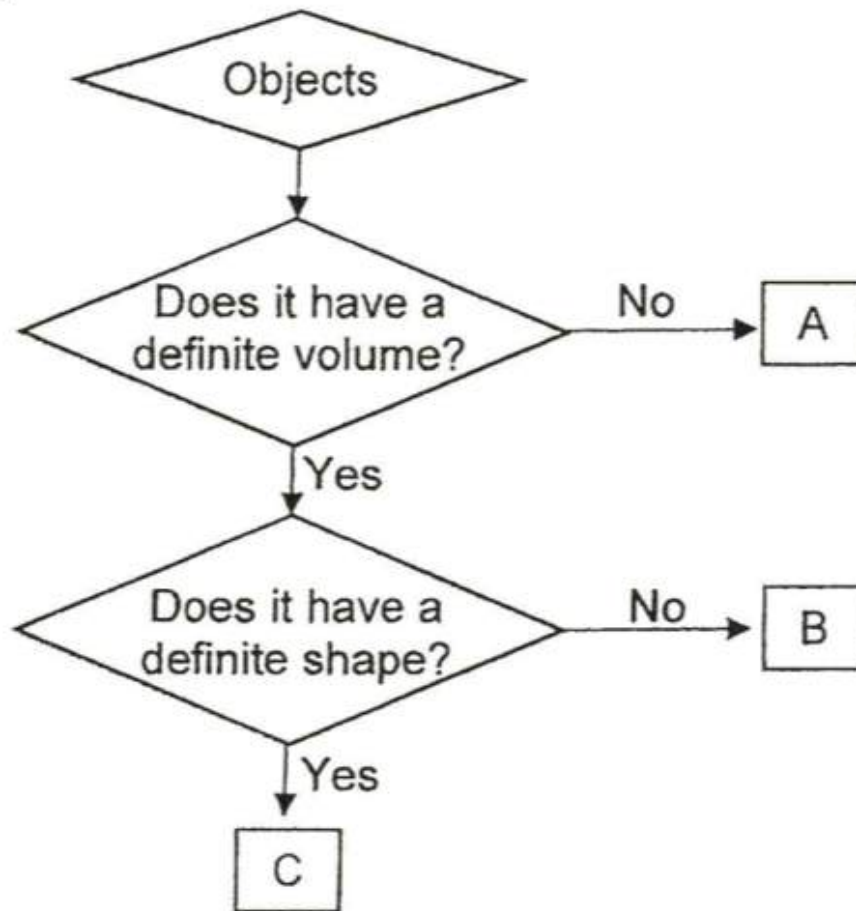 Objects
Does it have a
definite volume?
No
A
Yes
Does it have a
definite shape?
No
B
Yes
C